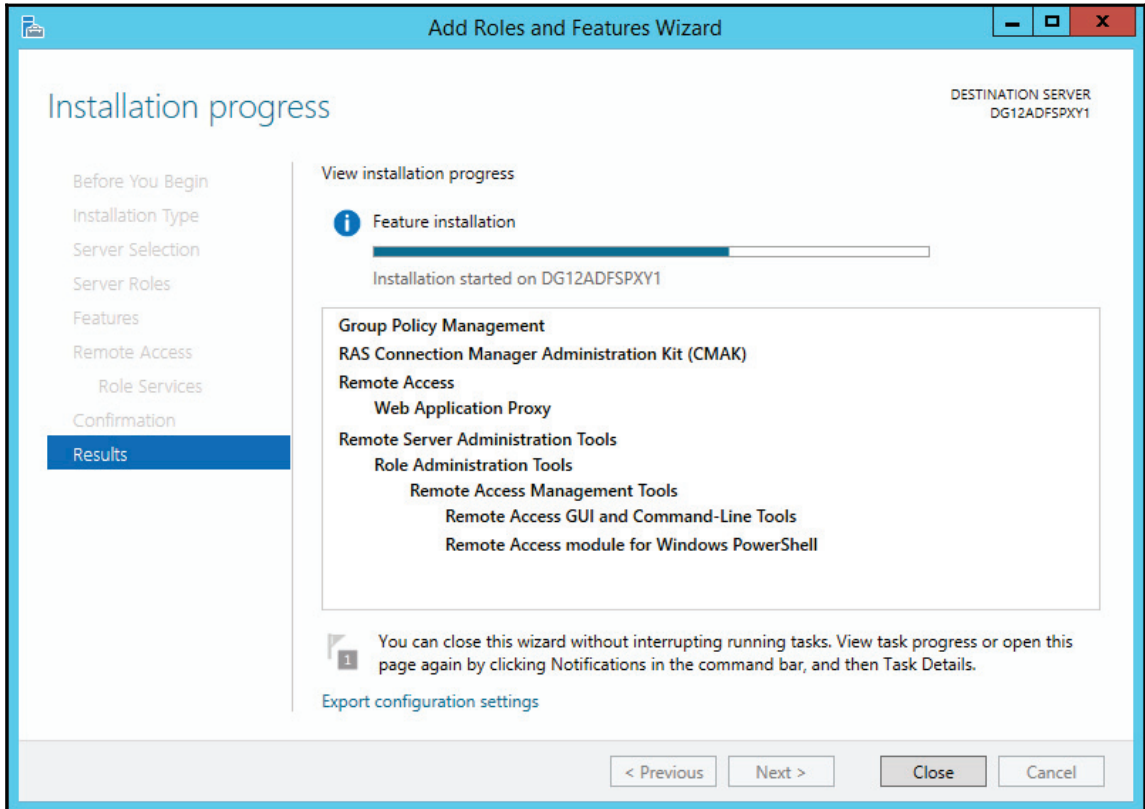 Add Roles and Features Wizard
Installation progress
DESTINATION SERVER
DG12ADFSPXY1
Before You Begin
Installation Type
Server Selection
Server Roles
Features
Remote Access
Role Services
Confirmation
Results
View installation progress
Feature installation
Installation started on DG12ADFSPXY1
Group Policy Management
RAS Connection Manager Administration Kit (CMAK)
Remote Access
Web Application Proxy
Remote Server Administration Tools
Role Administration Tools
Remote Access Management Tools
Remote Access GUI and Command-Line Tools
Remote Access module for Windows PowerShell
1
You can close this wizard without interrupting running tasks. View task progress or open this
page again by clicking Notifications in the command bar, and then Task Details.
Export configuration settings
< Previous
Next >
Close
Cancel